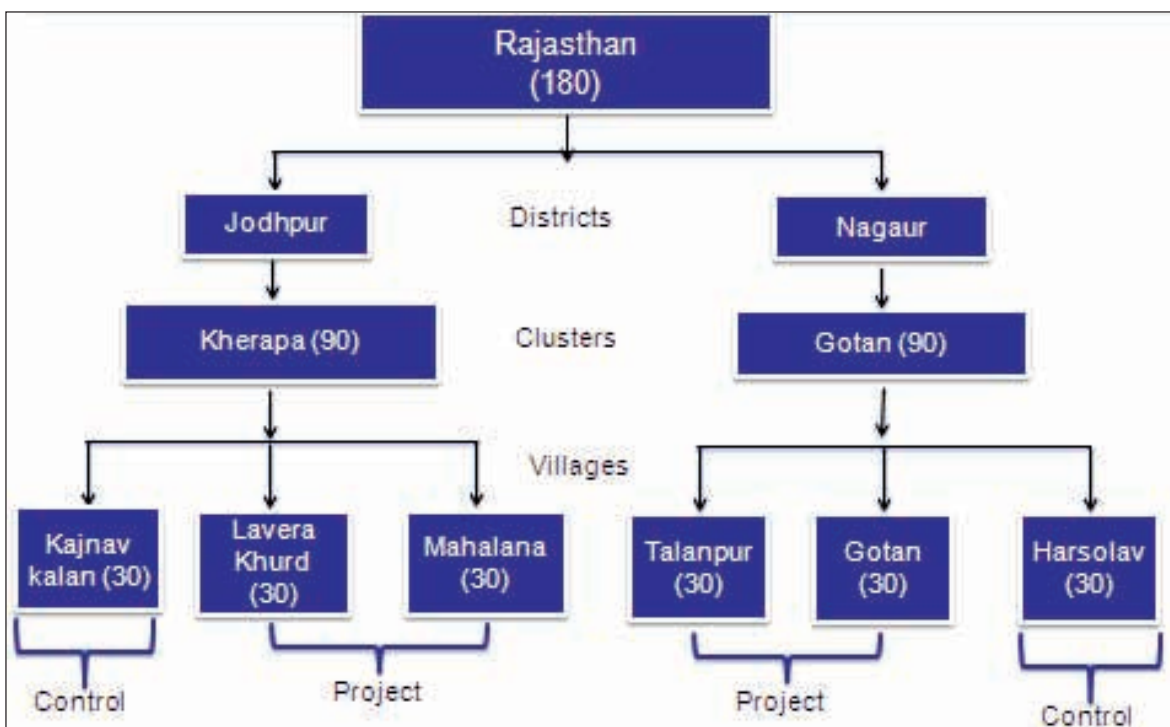 Rajasthan
(180)
Jodhpur
Districts
Nagaur
Kherapa (90)
Clusters
Gotan (90)
Villages
Kajnav
kalan (30)
Lavera
Khurd
(30)
Mahalana
(30)
Talanpur
(30)
Gotan
(30)
Harsolav
(30)
Control
Project
Project
Control